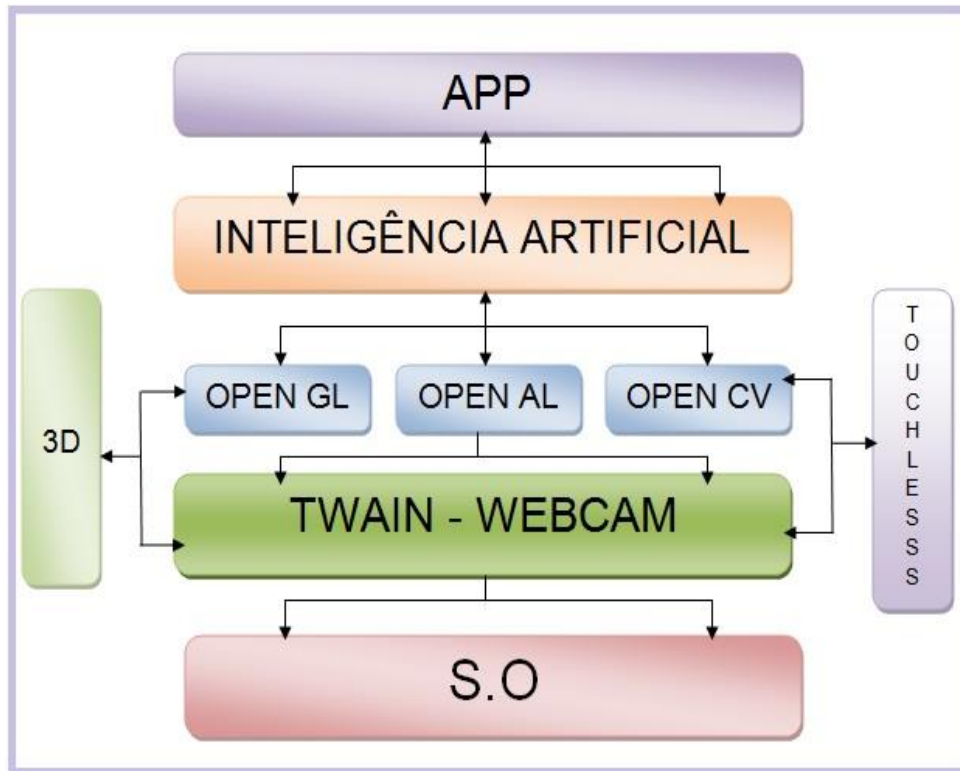 APP
INTELIGÊNCIA ARTIFICIAL
OPEN GL
OPEN AL
OPEN CV
3D
TWAIN - WEBCAM
S.O
T
O
U
C
H
L
E
S
S
S